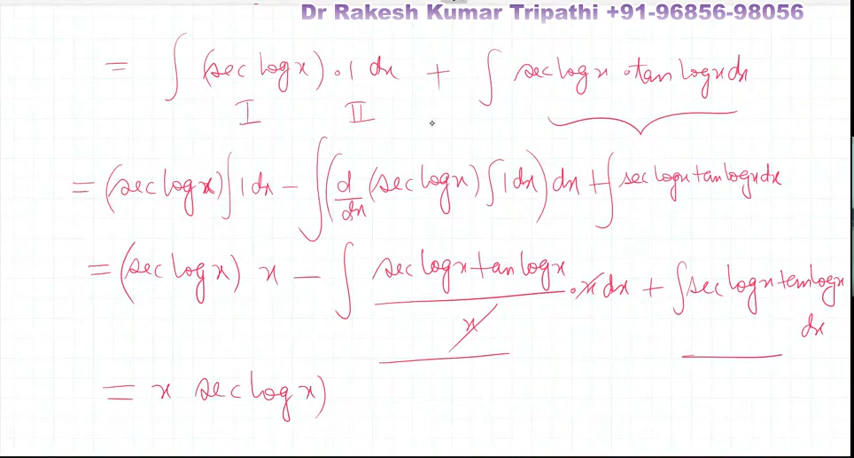 Dr Rakesh Kumar Tripathi +91-96856-98056
= ∫ (sec log x) . 1 dx + ∫ sec log x . tan log x dx
I II
= (sec log x) ∫ 1 dx - ∫ (d/dx (sec log x) ∫ 1 dx) dx + ∫ sec log x tan log x dx
= (sec log x) x - ∫ sec log x tan log x / x . x dx + ∫ sec log x tan log x dx
= x sec log x)